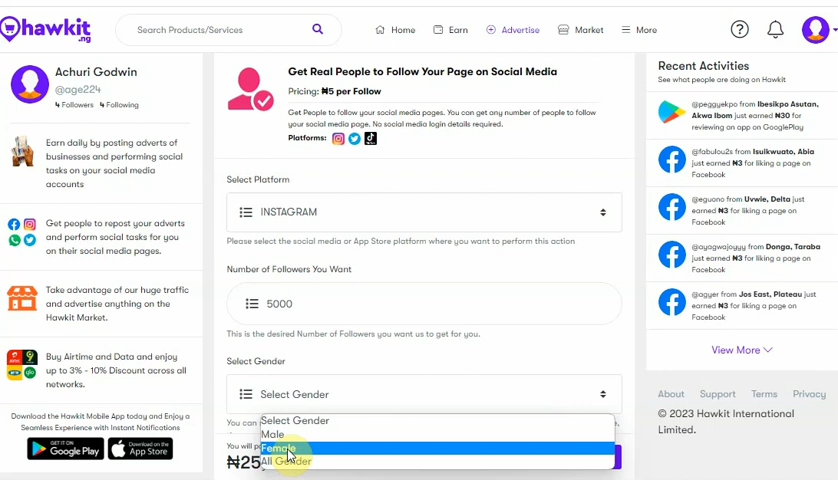 hawkit
.ng
Search Products/Services
Home
Earn
Advertise
Market
More
Achuri Godwin
@age224
4 Followers 4 Following
Earn daily by posting adverts of
businesses and performing social
tasks on your social media
accounts
Get people to repost your adverts
and perform social tasks for you
on their social media pages.
Take advantage of our huge traffic
and advertise anything on the
Hawkit Market.
Buy Airtime and Data and enjoy
up to 3% - 10% Discount across all
networks.
Download the Hawkit Mobile App today and Enjoy a
Seamless Experience with Instant Notifications
GET IT ON
Google Play
Download on the
App Store
Get Real People to Follow Your Page on Social Media
Pricing: ₦5 per Follow
Get People to follow your social media pages. You can get any number of people to follow
your social media page. No social media login details required.
Platforms:
Select Platform
INSTAGRAM
Please select the social media or App Store platform where you want to perform this action
Number of Followers You Want
5000
This is the desired Number of Followers you want us to get for you.
Select Gender
Select Gender
You can
Select Gender
Male
Female
All Gender
You will p
₦25
Recent Activities
See what people are doing on Hawkit
@peggyekpo from Ibesikpo Asutan,
Akwa Ibom just earned ₦30 for
reviewing an app on GooglePlay
@fabulou2s from Isuikwuato, Abia
just earned ₦3 for liking a page on
Facebook
@eguono from Uvwie, Delta just
earned ₦3 for liking a page on
Facebook
@ayagwajoyyy from Donga, Taraba
just earned ₦3 for liking a page on
Facebook
@agyer from Jos East, Plateau just
earned ₦3 for liking a page on
Facebook
View More
About Support Terms Privacy
© 2023 Hawkit International
Limited.